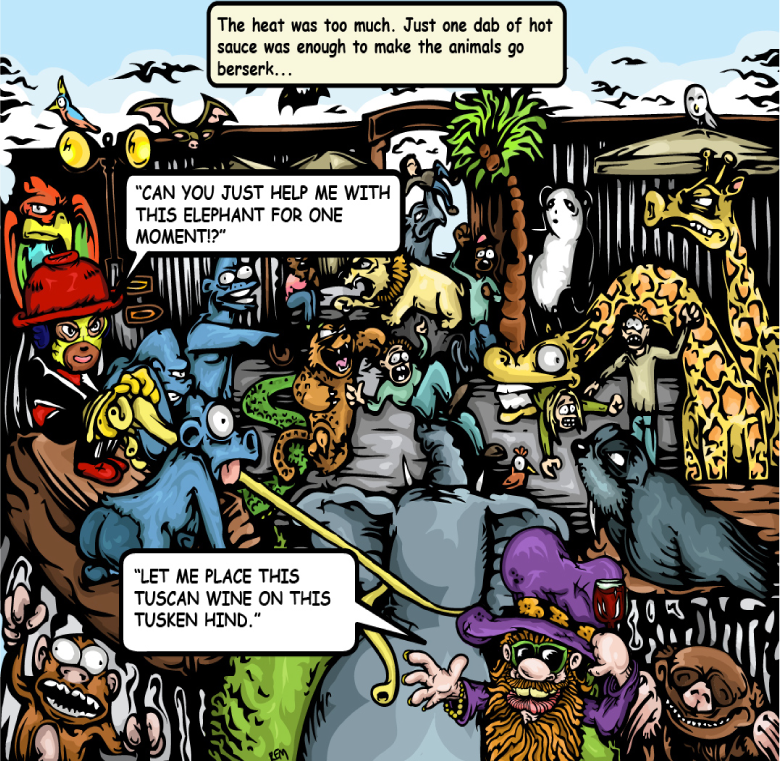 The heat was too much. Just one dab of hot
sauce was enough to make the animals go
berserk...
“CAN YOU JUST HELP ME WITH
THIS ELEPHANT FOR ONE
MOMENT!?”
“LET ME PLACE THIS
TUSCAN WINE ON THIS
TUSKEN HIND.”
REM